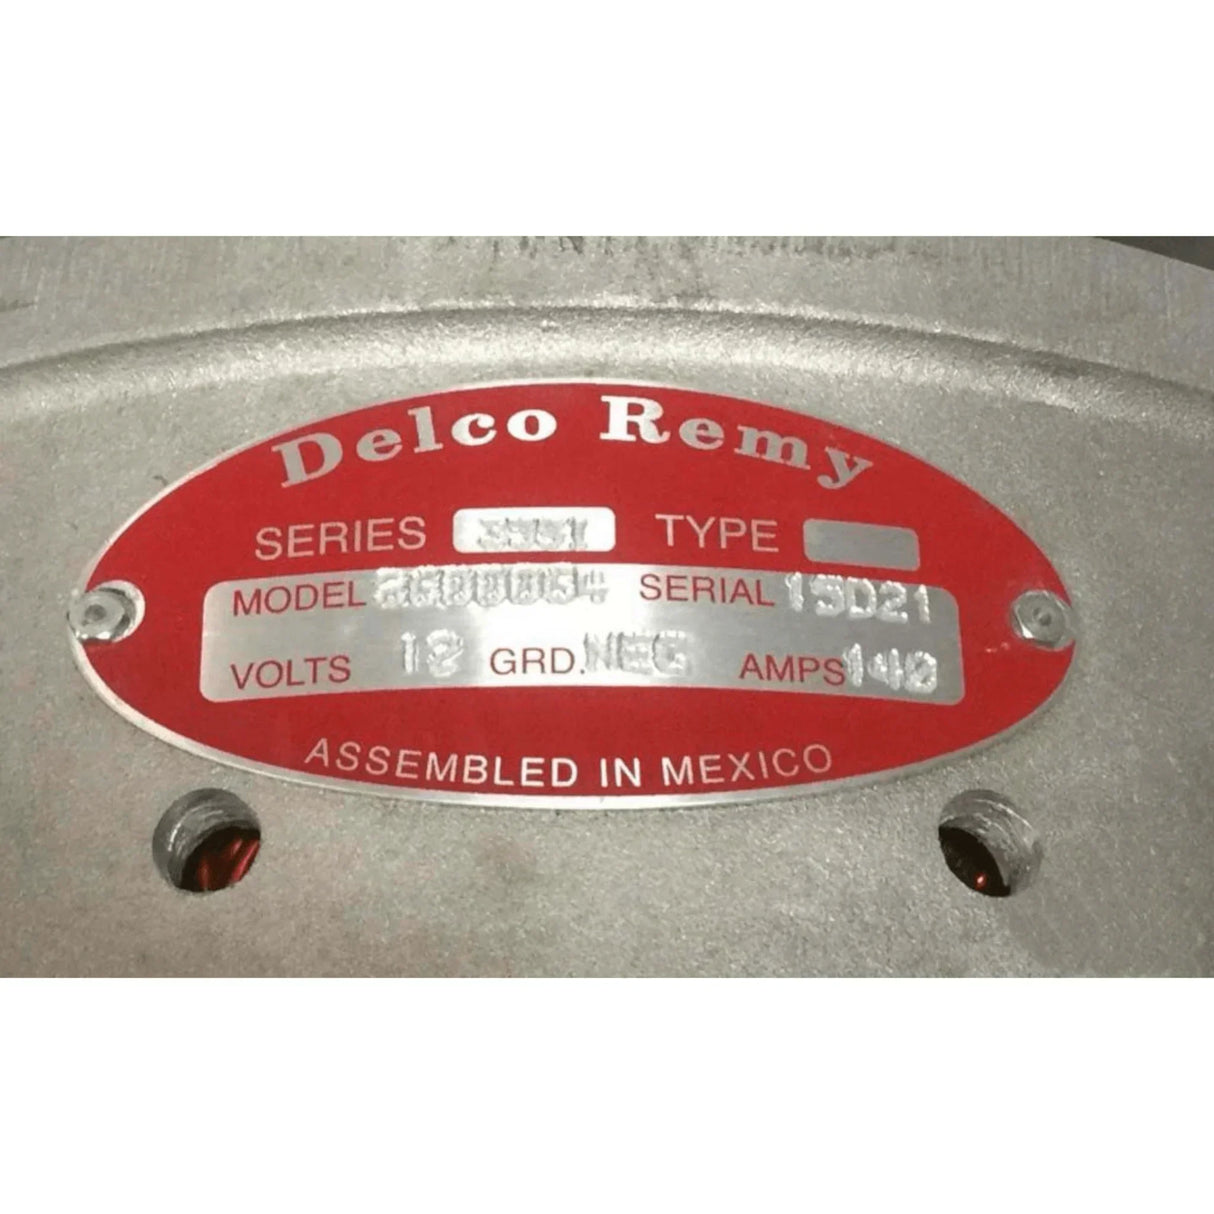 Delco Remy
SERIES TYPE
MODEL SERIAL 15D21
VOLTS 12 GRD. NEG AMPS 140
ASSEMBLED IN MEXICO